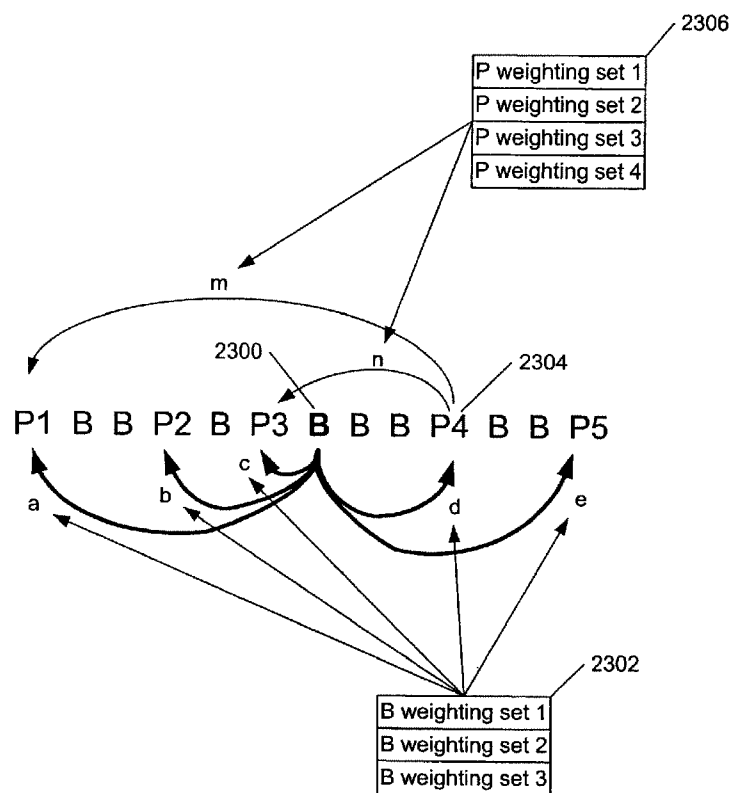 2306
P weighting set 1
P weighting set 2
P weighting set 3
P weighting set 4
m
2300
n
2304
P1 B B P2 B P3 B B B P4 B B P5
a
b
c
d
e
2302
B weighting set 1
B weighting set 2
B weighting set 3